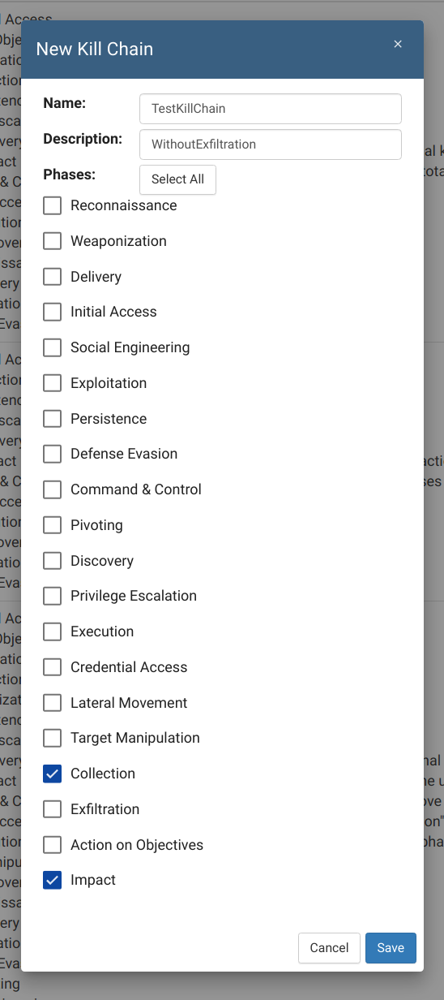 New Kill Chain ×
Name: TestKillChain
Description: WithoutExfiltration
Phases: Select All
Reconnaissance
Weaponization
Delivery
Initial Access
Social Engineering
Exploitation
Persistence
Defense Evasion
Command & Control
Pivoting
Discovery
Privilege Escalation
Execution
Credential Access
Lateral Movement
Target Manipulation
Collection
Exfiltration
Action on Objectives
Impact
Cancel Save